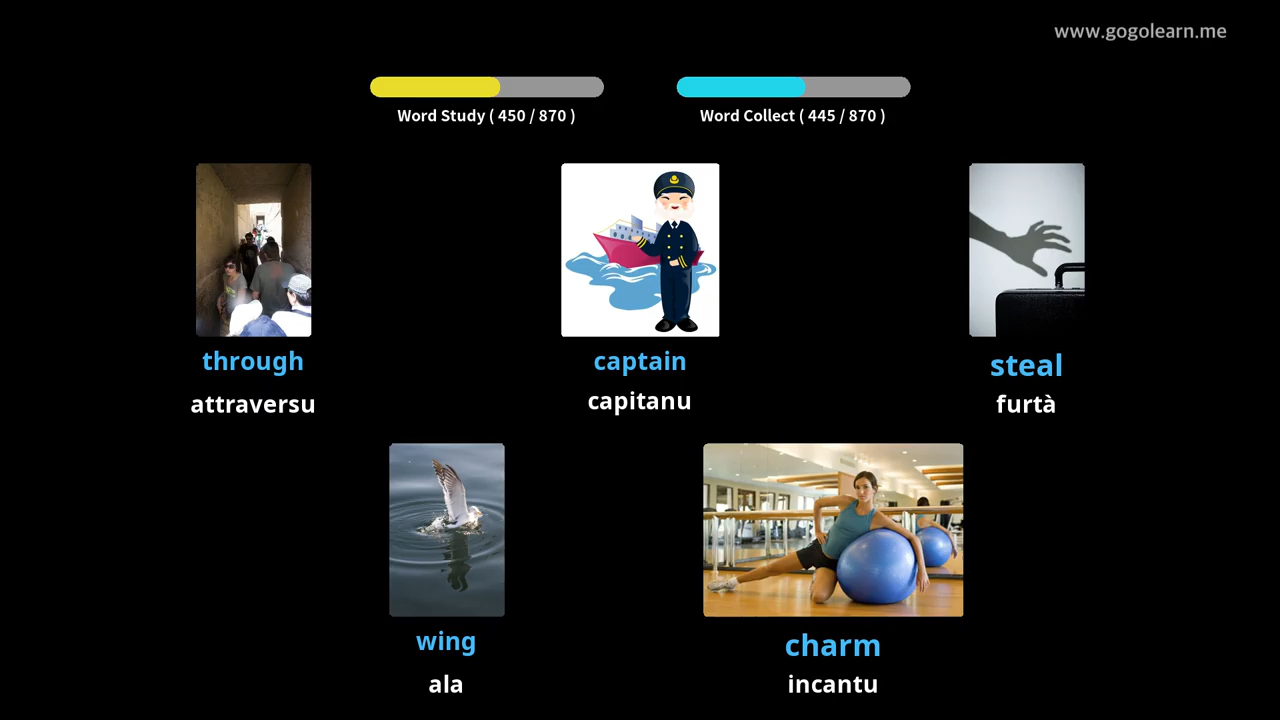 www.gogolearn.me
Word Study ( 450 / 870 )
Word Collect ( 445 / 870 )
through
attraversu
captain
capitanu
steal
furtà
wing
ala
charm
incantu